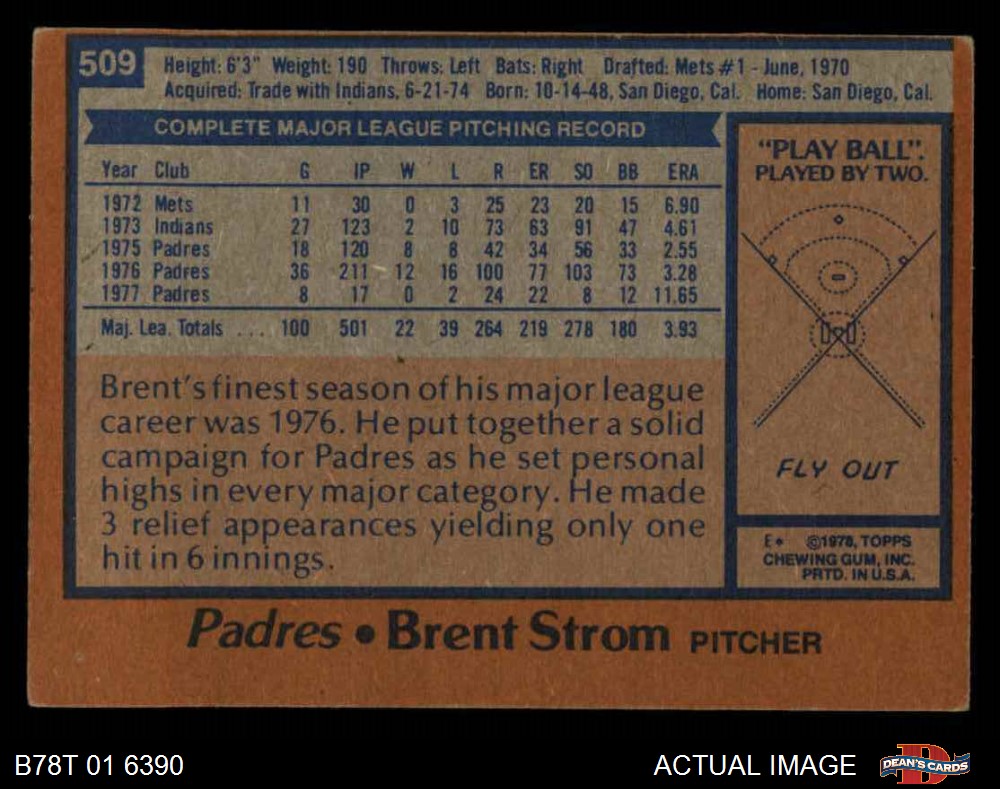 509
Height: 6'3" Weight: 190 Throws: Left Bats: Right Drafted: Mets #1 - June, 1970
Acquired: Trade with Indians, 6-21-74 Born: 10-14-48, San Diego, Cal. Home: San Diego, Cal.
COMPLETE MAJOR LEAGUE PITCHING RECORD
Year Club G IP W L R ER SO BB ERA
1972 Mets 11 30 0 3 25 23 20 15 6.90
1973 Indians 27 123 2 10 73 63 91 47 4.61
1975 Padres 18 120 8 8 42 34 56 33 2.55
1976 Padres 36 211 12 16 100 77 103 73 3.28
1977 Padres 8 17 0 2 24 22 8 12 11.65
Maj. Lea. Totals ... 100 501 22 39 264 219 278 180 3.93
Brent's finest season of his major league
career was 1976. He put together a solid
campaign for Padres as he set personal
highs in every major category. He made
3 relief appearances yielding only one
hit in 6 innings.
"PLAY BALL".
PLAYED BY TWO.
FLY OUT
E* ©1978, TOPPS
CHEWING GUM, INC.
PRTD. IN U.S.A.
Padres • Brent Strom PITCHER
B78T 01 6390
ACTUAL IMAGE
D
DEAN'S CARDS